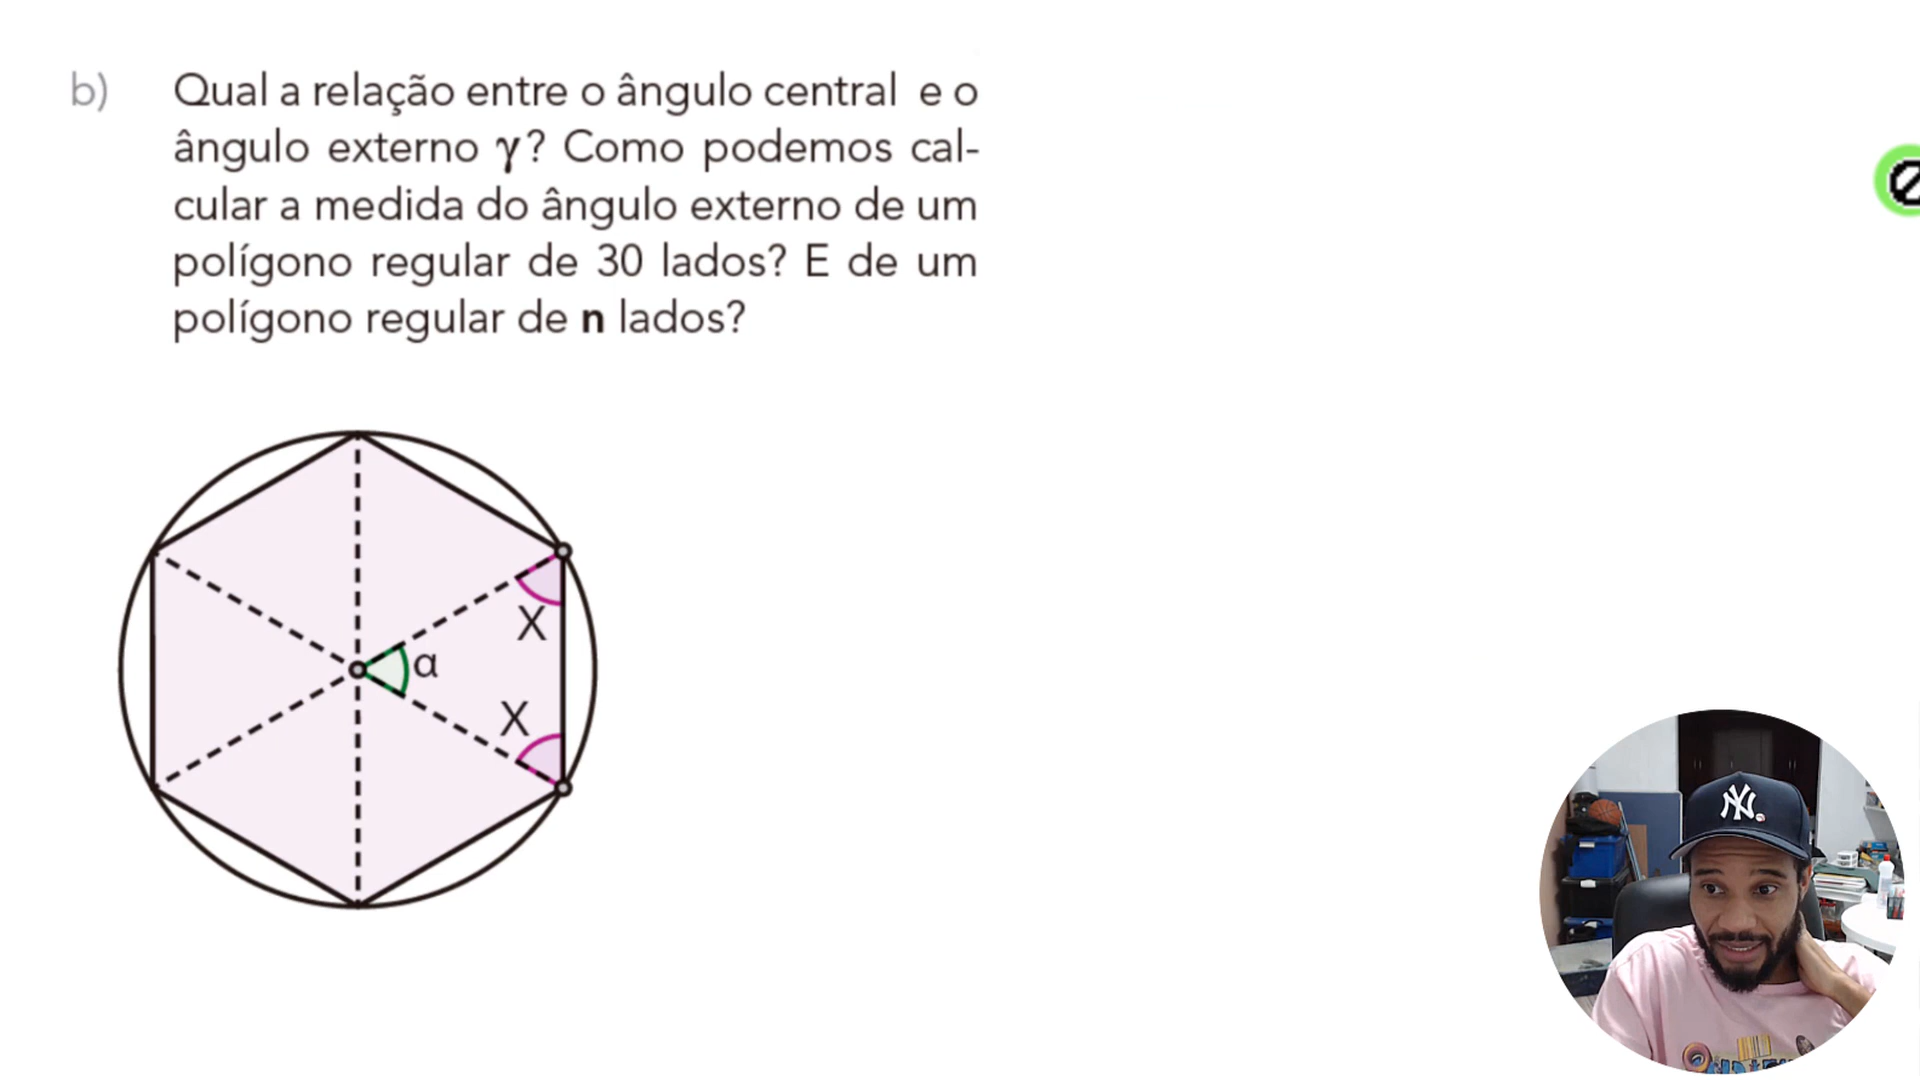 b) Qual a relação entre o ângulo central e o
ângulo externo γ? Como podemos cal-
cular a medida do ângulo externo de um
polígono regular de 30 lados? E de um
polígono regular de n lados?
X
α
X
NY